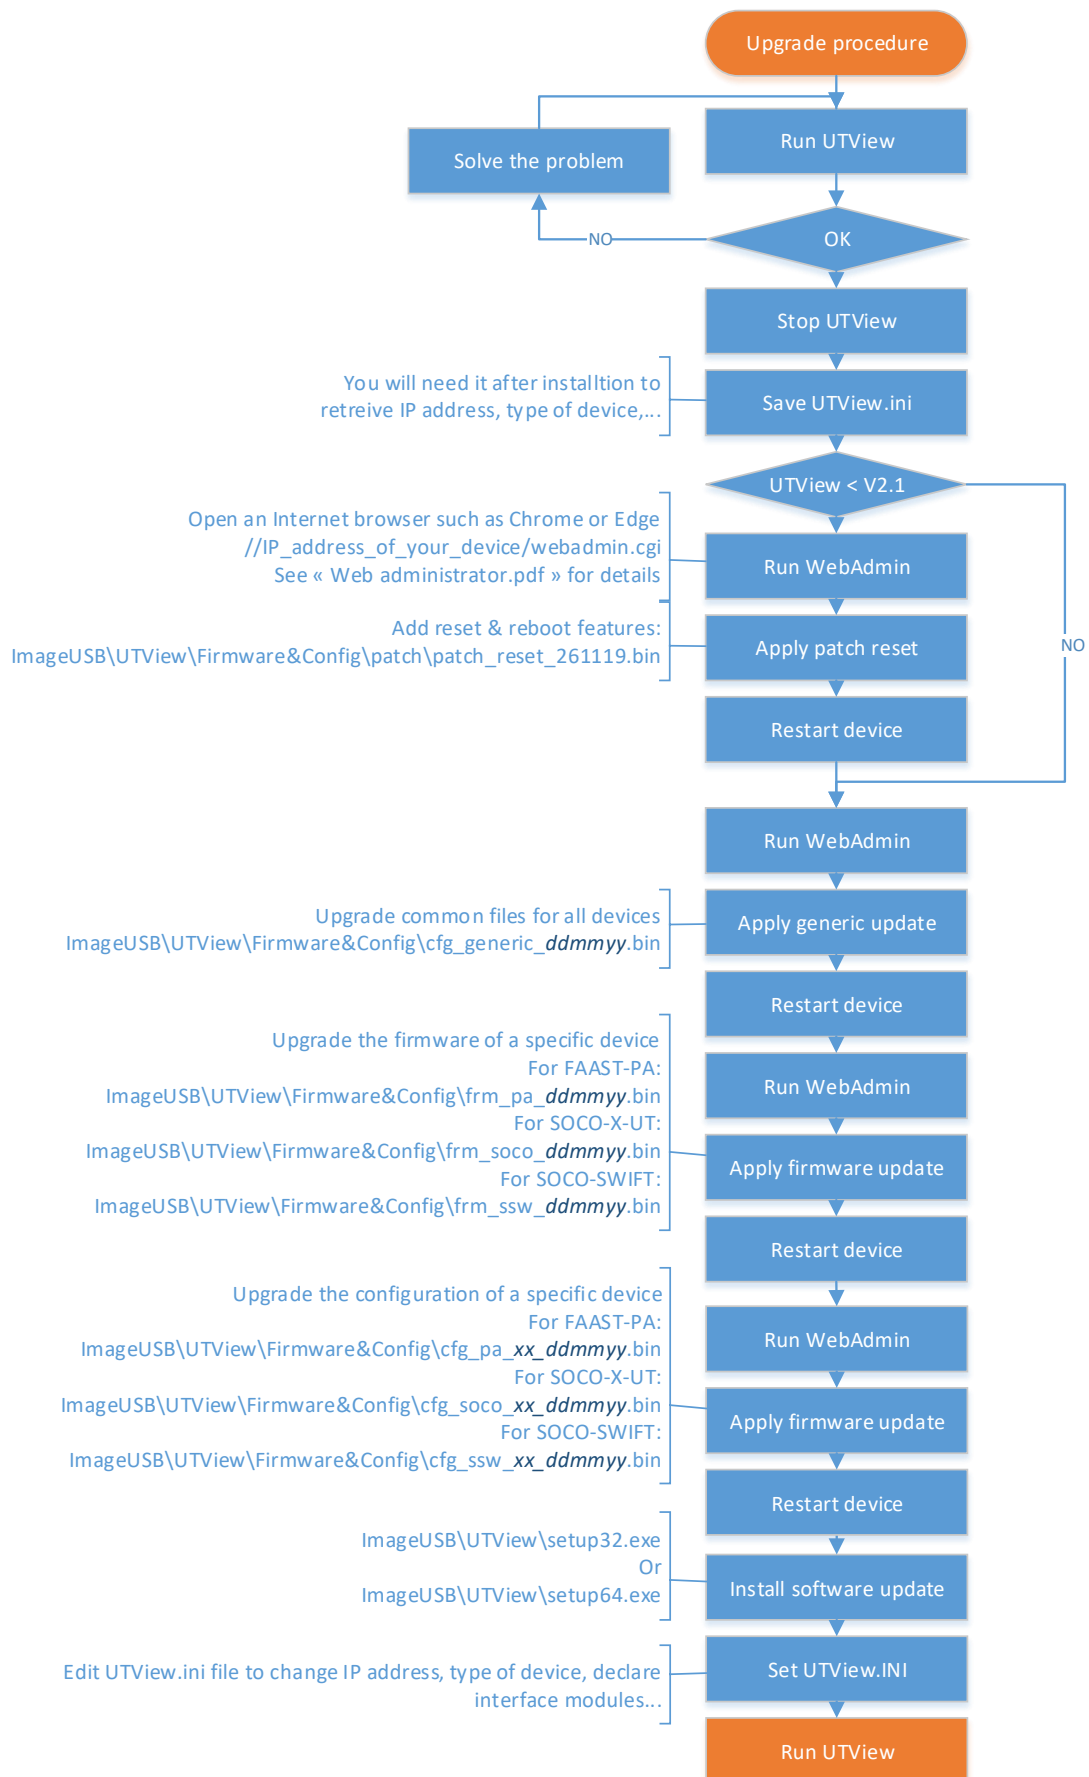 Upgrade procedure
Run UTView
Solve the problem
OK
NO
Stop UTView
You will need it after installtion to
retreive IP address, type of device,...
Save UTView.ini
UTView < V2.1
Open an Internet browser such as Chrome or Edge
//IP_address_of_your_device/webadmin.cgi
See « Web administrator.pdf » for details
Run WebAdmin
Add reset & reboot features:
ImageUSB\UTView\Firmware&Config\patch\patch_reset_261119.bin
Apply patch reset
NO
Restart device
Run WebAdmin
Upgrade common files for all devices
ImageUSB\UTView\Firmware&Config\cfg_generic_ddmmyy.bin
Apply generic update
Restart device
Upgrade the firmware of a specific device
For FAAST-PA:
ImageUSB\UTView\Firmware&Config\frm_pa_ddmmyy.bin
For SOCO-X-UT:
ImageUSB\UTView\Firmware&Config\frm_soco_ddmmyy.bin
For SOCO-SWIFT:
ImageUSB\UTView\Firmware&Config\frm_ssw_ddmmyy.bin
Run WebAdmin
Apply firmware update
Restart device
Upgrade the configuration of a specific device
For FAAST-PA:
ImageUSB\UTView\Firmware&Config\cfg_pa_xx_ddmmyy.bin
For SOCO-X-UT:
ImageUSB\UTView\Firmware&Config\cfg_soco_xx_ddmmyy.bin
For SOCO-SWIFT:
ImageUSB\UTView\Firmware&Config\cfg_ssw_xx_ddmmyy.bin
Run WebAdmin
Apply firmware update
Restart device
ImageUSB\UTView\setup32.exe
Or
ImageUSB\UTView\setup64.exe
Install software update
Edit UTView.ini file to change IP address, type of device, declare
interface modules...
Set UTView.INI
Run UTView